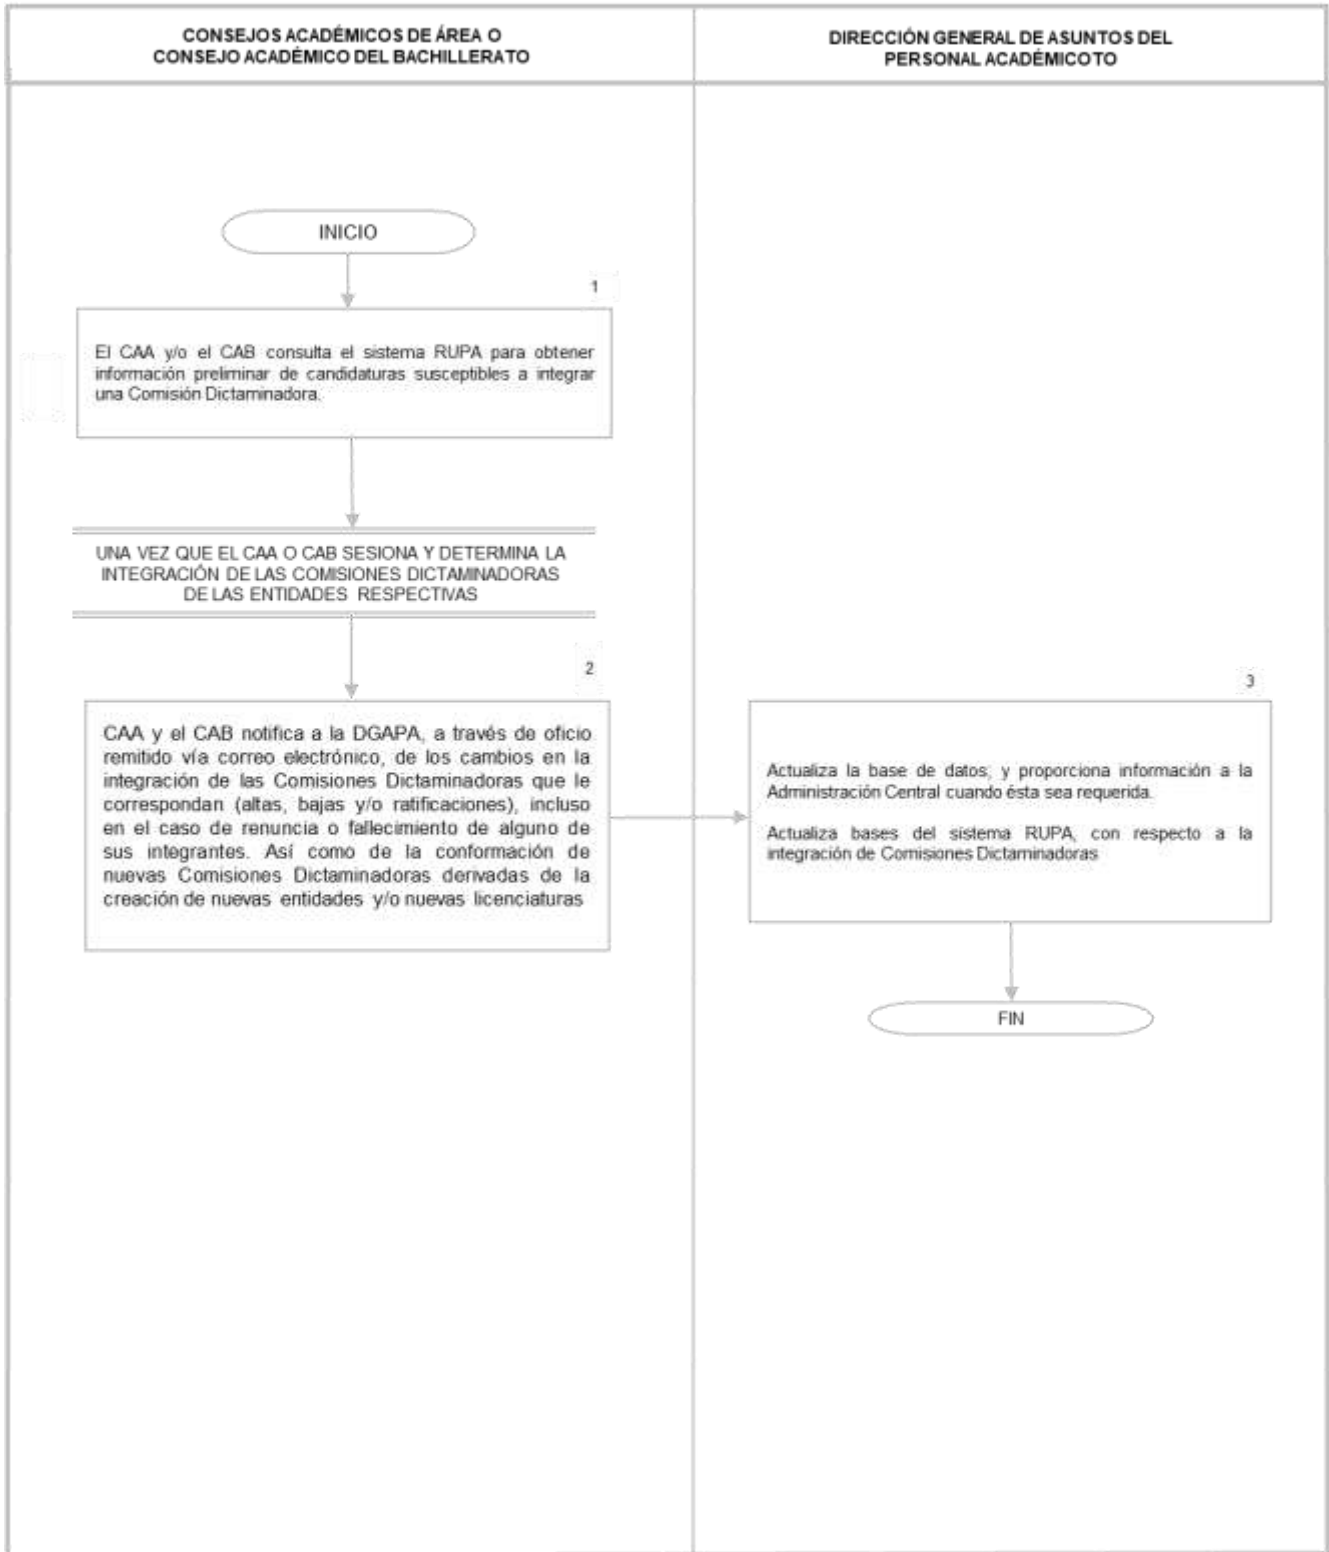 CONSEJOS ACADÉMICOS DE ÁREA O
CONSEJO ACADÉMICO DEL BACHILLERATO
DIRECCIÓN GENERAL DE ASUNTOS DEL
PERSONAL ACADÉMICOTO
INICIO
1
El CAA y/o el CAB consulta el sistema RUPA para obtener
información preliminar de candidaturas susceptibles a integrar
una Comisión Dictaminadora.
UNA VEZ QUE EL CAA O CAB SESIONA Y DETERMINA LA
INTEGRACIÓN DE LAS COMISIONES DICTAMINADORAS
DE LAS ENTIDADES RESPECTIVAS
2
CAA y el CAB notifica a la DGAPA, a través de oficio
remitido vía correo electrónico, de los cambios en la
integración de las Comisiones Dictaminadoras que le
correspondan (altas, bajas y/o ratificaciones), incluso
en el caso de renuncia o fallecimiento de alguno de
sus integrantes. Así como de la conformación de
nuevas Comisiones Dictaminadoras derivadas de la
creación de nuevas entidades y/o nuevas licenciaturas
3
Actualiza la base de datos; y proporciona información a la
Administración Central cuando ésta sea requerida.
Actualiza bases del sistema RUPA, con respecto a la
integración de Comisiones Dictaminadoras
FIN